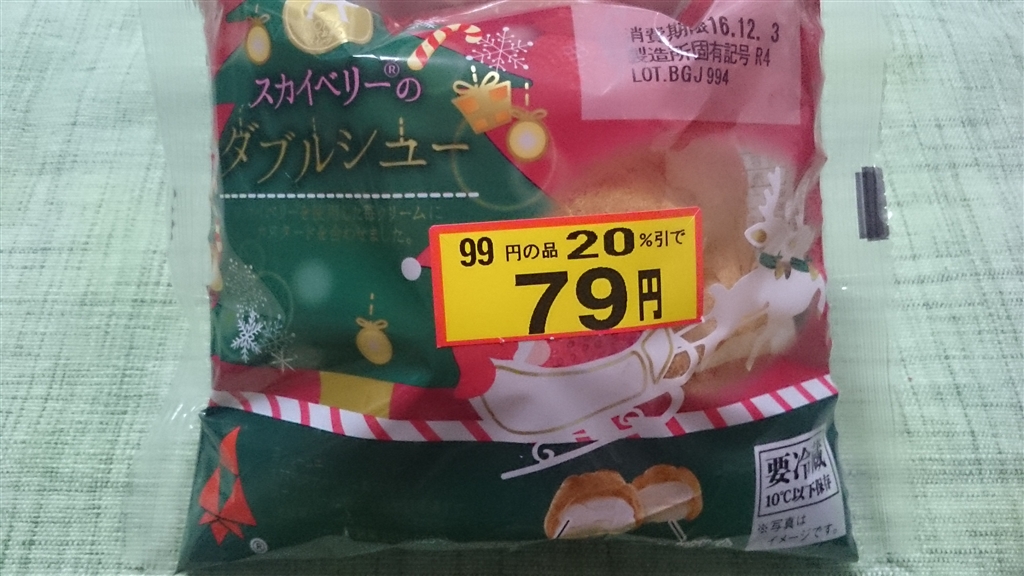 消費期限16.12. 3
製造所固有記号 R4
LOT.BGJ 994
スカイベリー®の
ダブルシュー
99 円の品 20%引で
79円
要冷蔵
10℃以下保存
※写真は
イメージです。
®